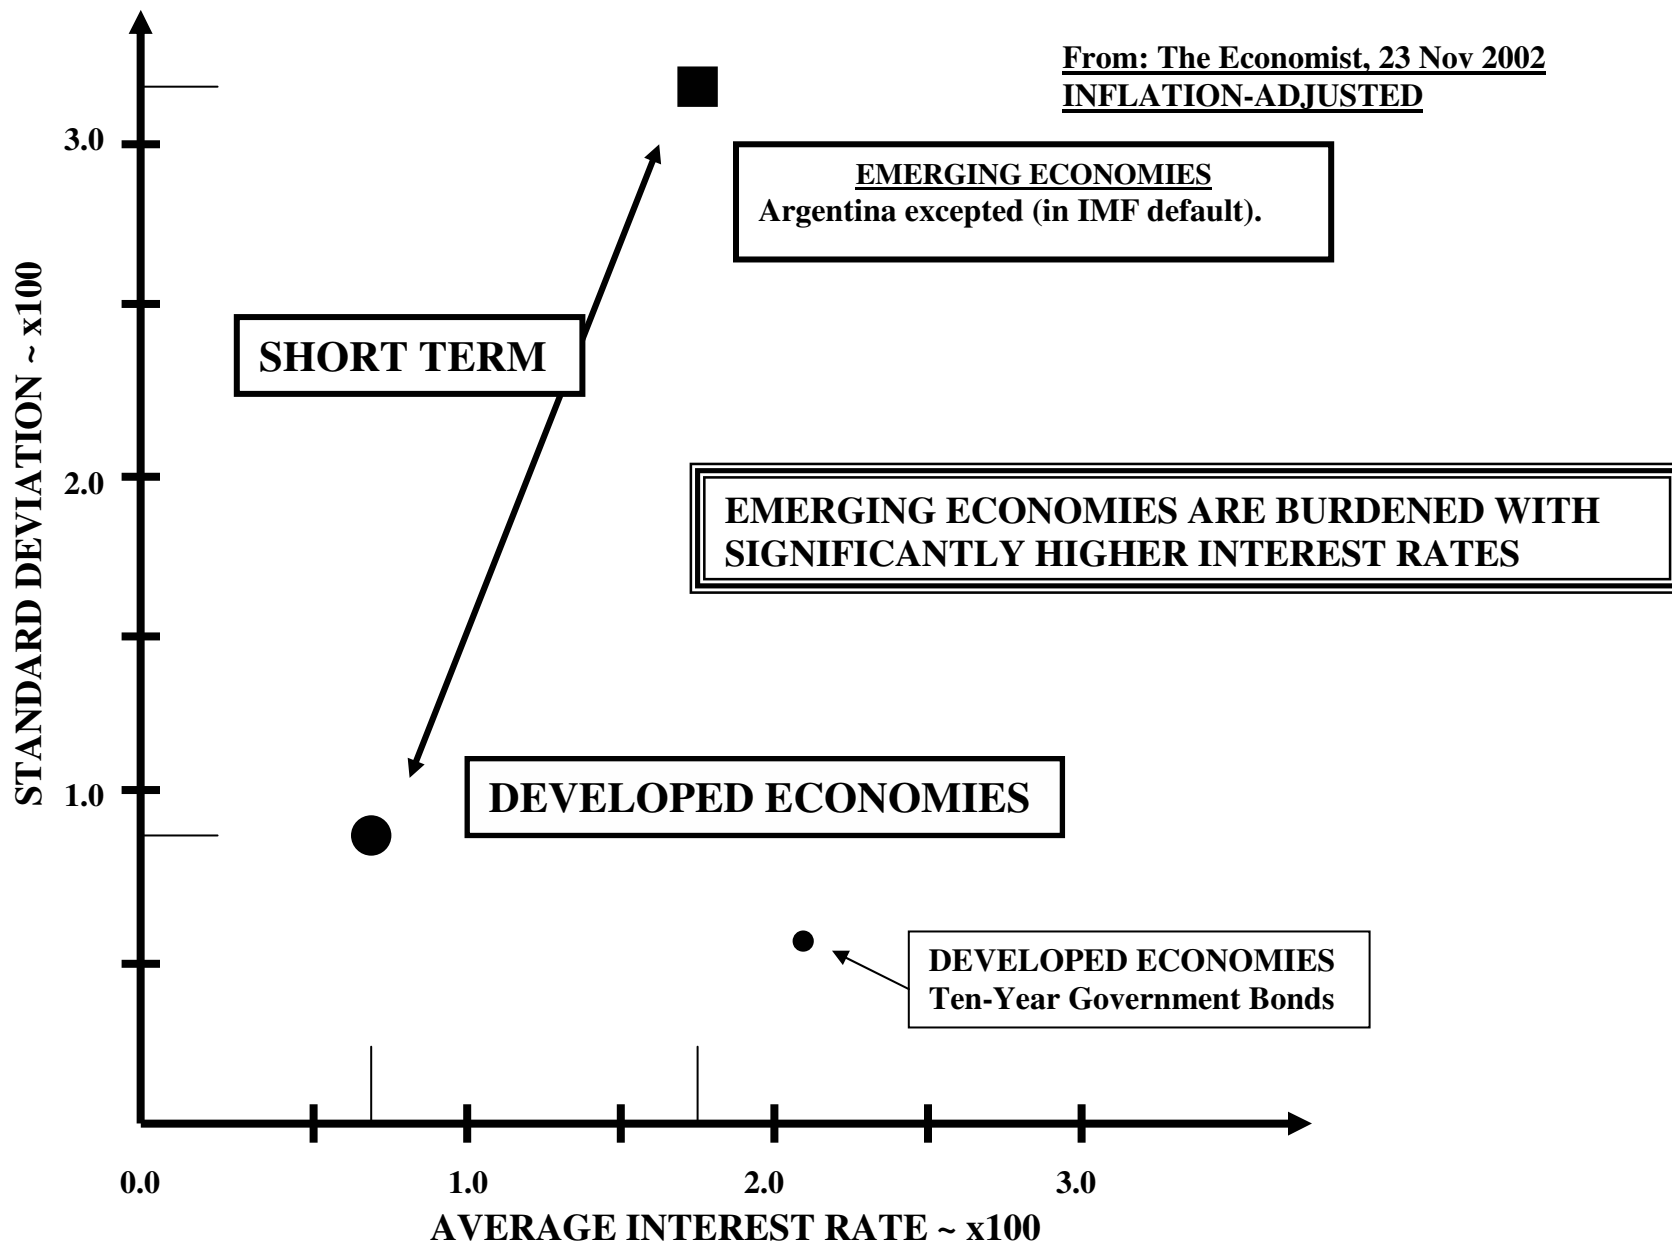 From: The Economist, 23 Nov 2002
INFLATION-ADJUSTED
3.0
EMERGING ECONOMIES
Argentina excepted (in IMF default).
STANDARD DEVIATION ~ x100
SHORT TERM
2.0
EMERGING ECONOMIES ARE BURDENED WITH
SIGNIFICANTLY HIGHER INTEREST RATES
1.0
DEVELOPED ECONOMIES
DEVELOPED ECONOMIES
Ten-Year Government Bonds
0.0 1.0 2.0 3.0
AVERAGE INTEREST RATE ~ x100